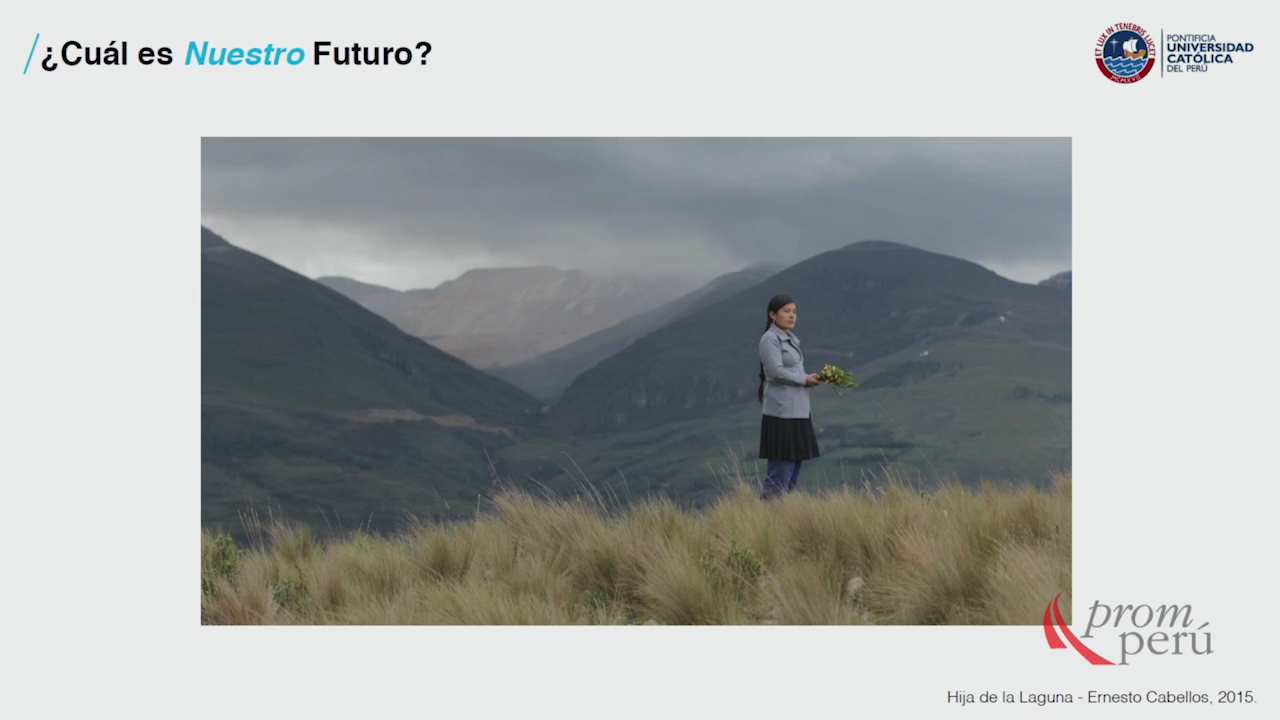 ¿Cuál es Nuestro Futuro?
ET LUX IN TENEBRIS LUCET
MCMXVII
PONTIFICIA
UNIVERSIDAD
CATÓLICA
DEL PERÚ
prom
perú
Hija de la Laguna - Ernesto Cabellos, 2015.